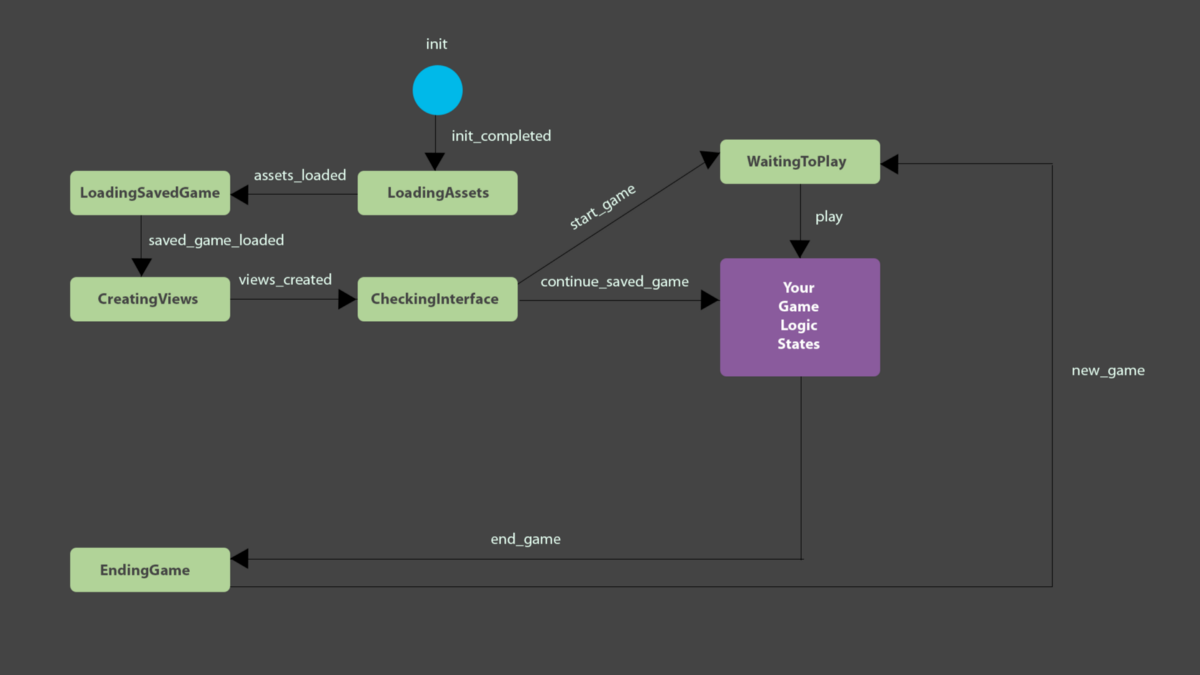 init
init_completed
WaitingToPlay
assets_loaded
LoadingSavedGame
LoadingAssets
start_game
play
saved_game_loaded
views_created
continue_saved_game
CreatingViews
CheckingInterface
Your
Game
Logic
States
new_game
end_game
EndingGame